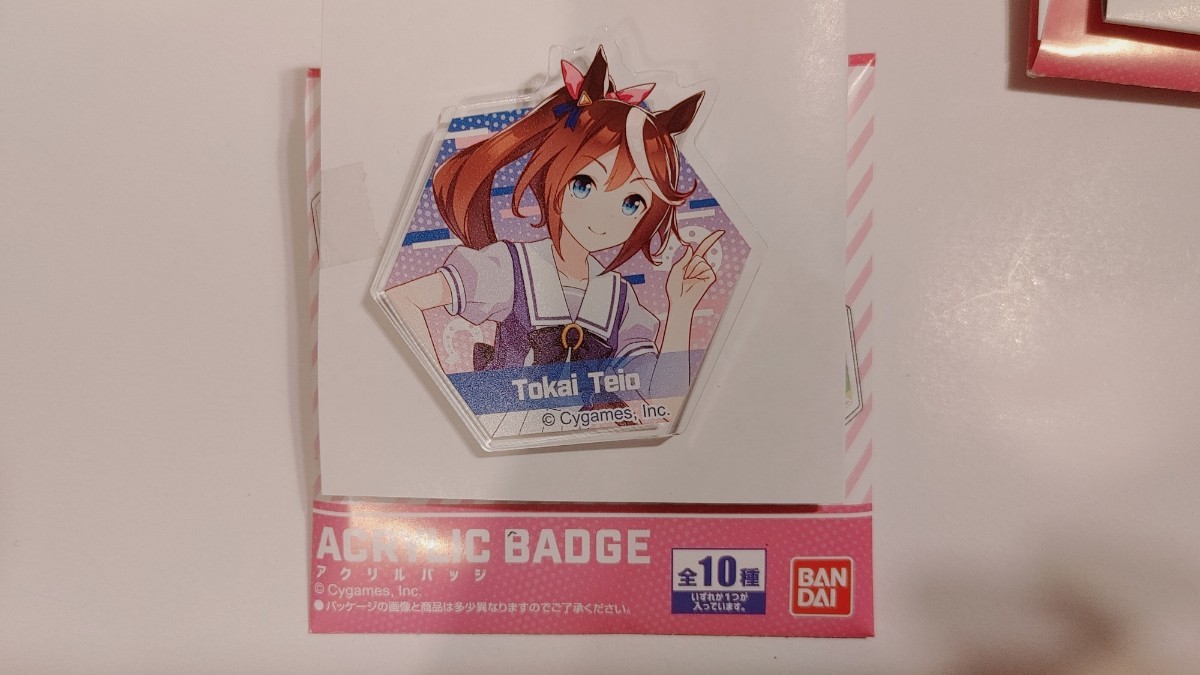 Tokai Teio
© Cygames, Inc.
ACRYLIC BADGE
アクリルバッジ
© Cygames, Inc.
●パッケージの画像と商品は多少異なりますのでご了承ください。
全10種
いずれか1つが
入っています。
BAN
DAI